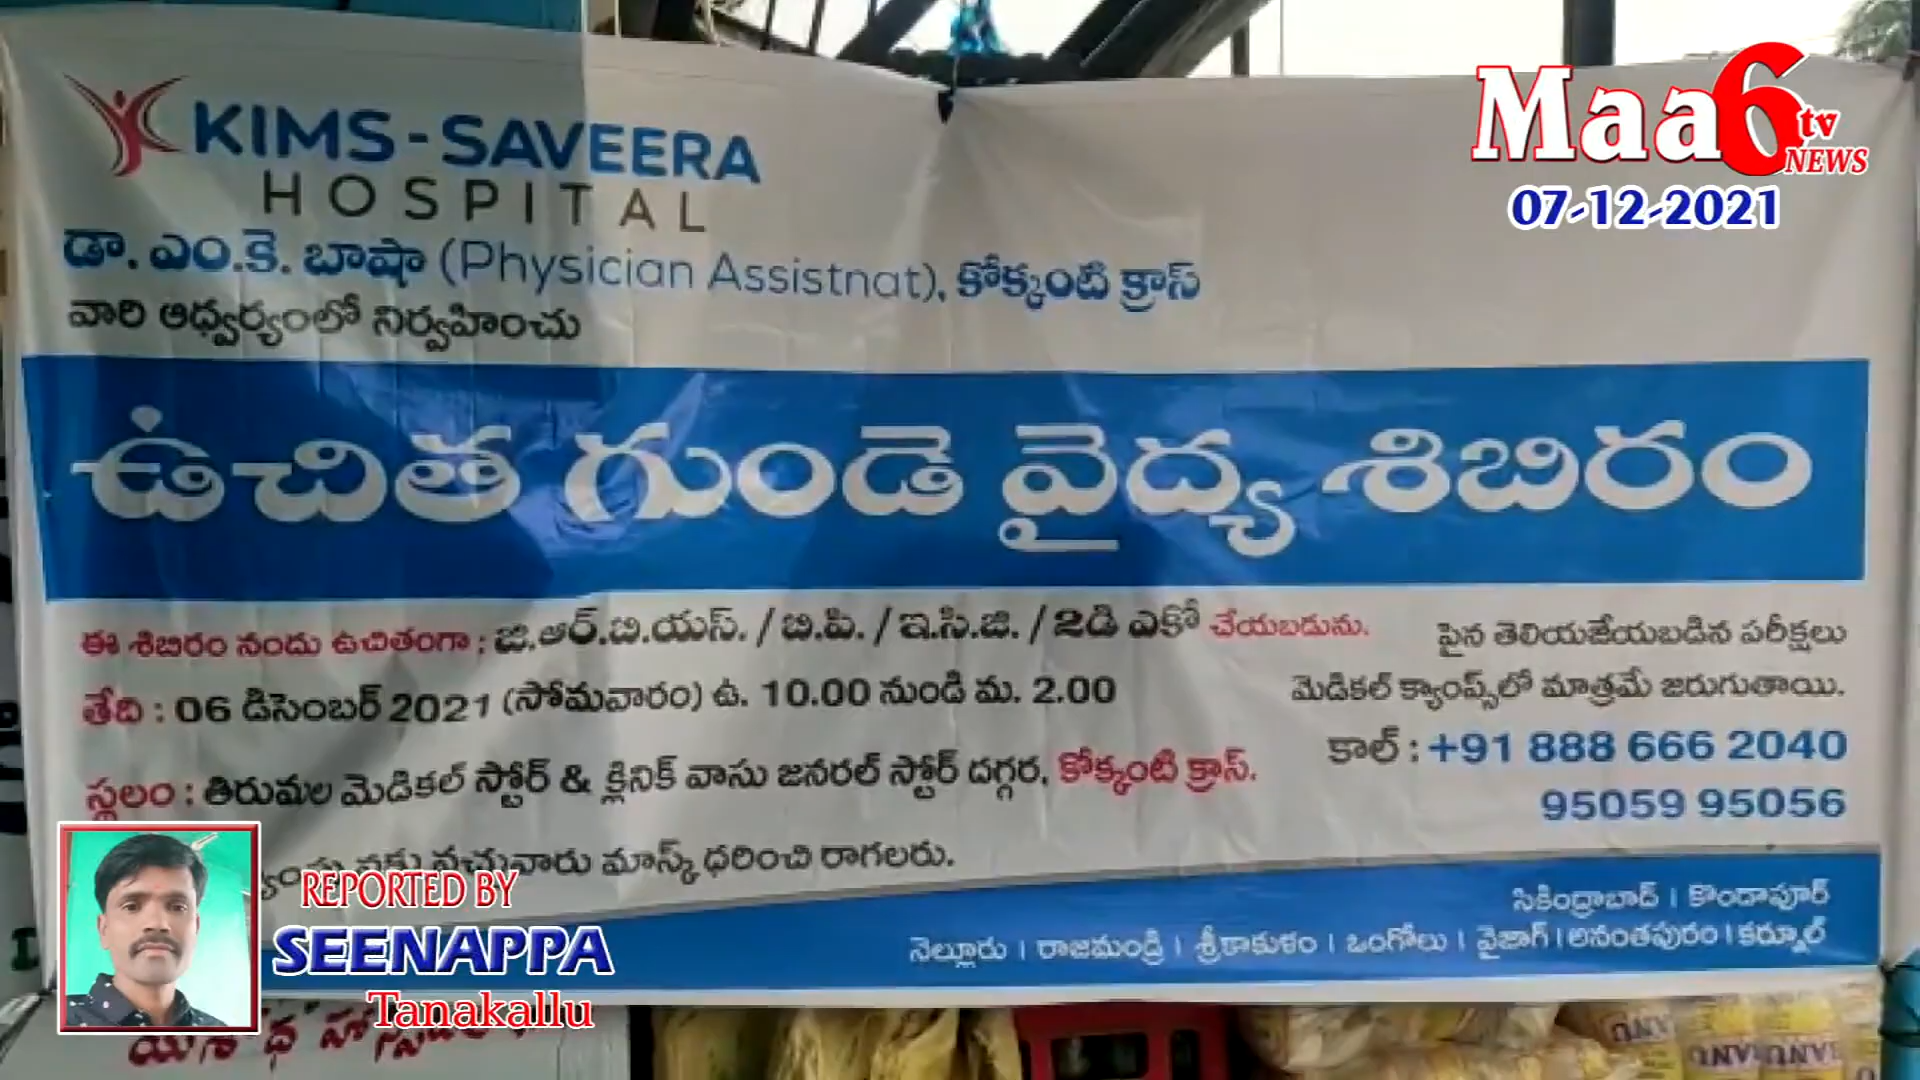 KIMS - SAVEERA
HOSPITAL
Maa6tv NEWS
07-12-2021
డా. ఎం.కె. బాషా (Physician Assistnat), కోక్కంటి క్రాస్
వారి ఆధ్వర్యంలో నిర్వహించు
ఉచిత గుండె వైద్య శిబిరం
ఈ శిబిరం నందు ఉచితంగా : జి.ఆర్.బి.యస్. / బి.పి. / ఇ.సి.జి. / 2డి ఎకో చేయబడును.
తేది : 06 డిసెంబర్ 2021 (సోమవారం) ఉ. 10.00 నుండి మ. 2.00
స్థలం : తిరుమల మెడికల్ స్టోర్ & క్లినిక్ వాసు జనరల్ స్టోర్ దగ్గర, కోక్కంటి క్రాస్.
పైన తెలియజేయబడిన పరీక్షలు
మెడికల్ క్యాంప్స్‌లో మాత్రమే జరుగుతాయి.
కాల్ : +91 888 666 2040
95059 95056
మాస్క్ ధరించి రాగలరు.
సికింద్రాబాద్ | కొండాపూర్
నెల్లూరు | రాజమండ్రి | శ్రీకాకుళం | ఒంగోలు | వైజాగ్ | అనంతపురం | కర్నూల్
REPORTED BY
SEENAPPA
Tanakallu